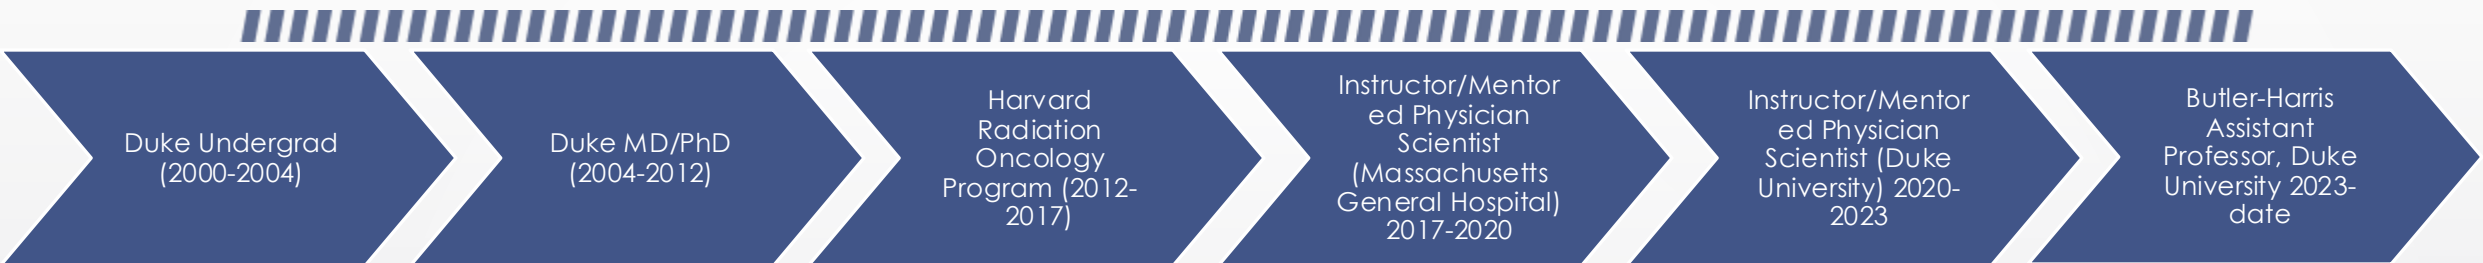 Duke Undergrad
(2000-2004)
Duke MD/PhD
(2004-2012)
Harvard
Radiation
Oncology
Program (2012-
2017)
Instructor/Mentor
ed Physician
Scientist
(Massachusetts
General Hospital)
2017-2020
Instructor/Mentor
ed Physician
Scientist (Duke
University) 2020-
2023
Butler-Harris
Assistant
Professor, Duke
University 2023-
date